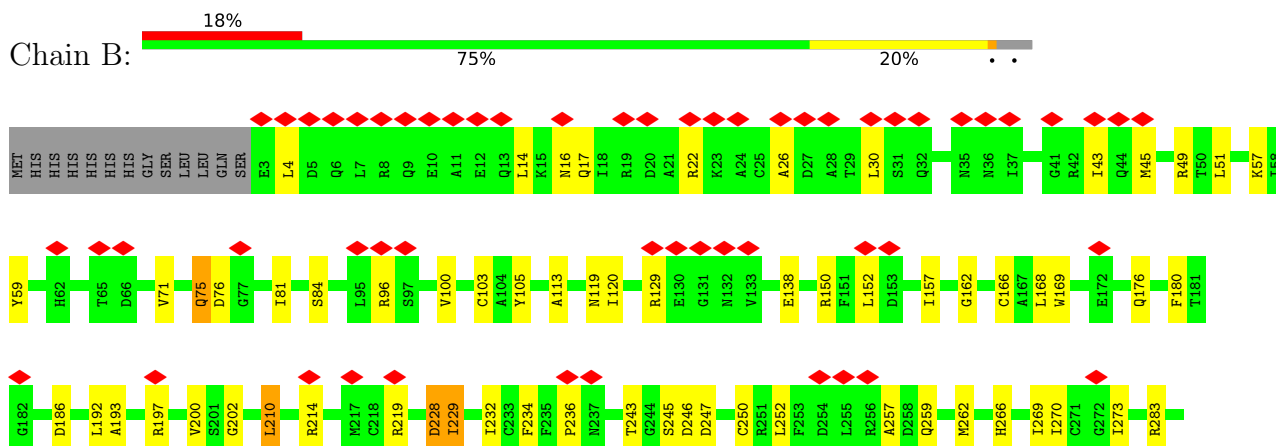 18%
Chain B:
75% 20% • •
MET HIS HIS HIS HIS HIS HIS GLY SER LEU LEU GLN SER E3 L4 D5 Q6 L7 R8 Q9 E10 A11 E12 Q13 L14 K15 N16 Q17 I18 R19 D20 A21 R22 K23 A24 C25 A26 D27 A28 T29 L30 S31 Q32 N35 N36 I37 G41 R42 I43 Q44 M45 R49 T50 L51 K57 I58
Y59 H62 T65 D66 V71 Q75 D76 G77 I81 S84 L95 R96 S97 V100 C103 A104 Y105 A113 N119 I120 R129 E130 G131 N132 V133 E138 R150 F151 L152 D153 I157 G162 C166 A167 L168 W169 E172 Q176 F180 T181
G182 D186 L192 A193 R197 V200 S201 G202 L210 R214 M217 C218 R219 D228 I229 I232 C233 F234 F235 P236 N237 T243 G244 S245 D246 D247 C250 R251 L252 F253 D254 L255 R256 A257 D258 Q259 M262 H266 I269 I270 C271 G272 I273 R283